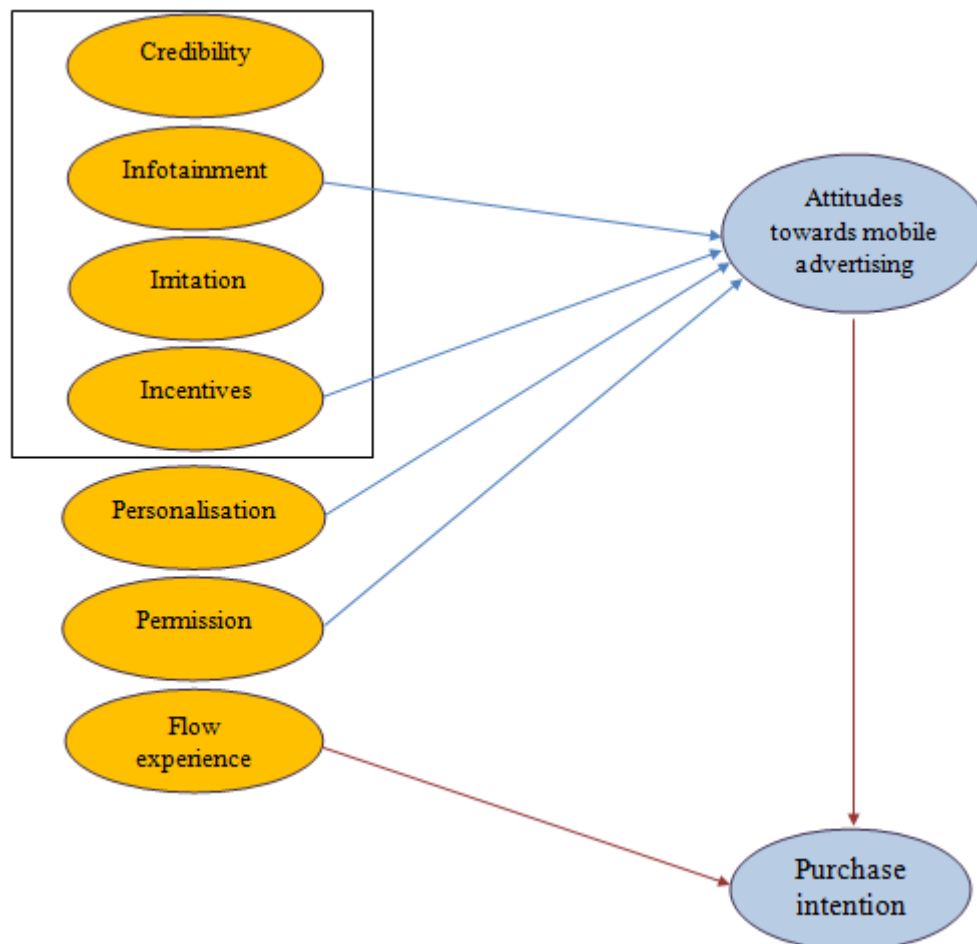 Credibility
Infotainment
Irritation
Incentives
Personalisation
Permission
Flow
experience
Attitudes
towards mobile
advertising
Purchase
intention